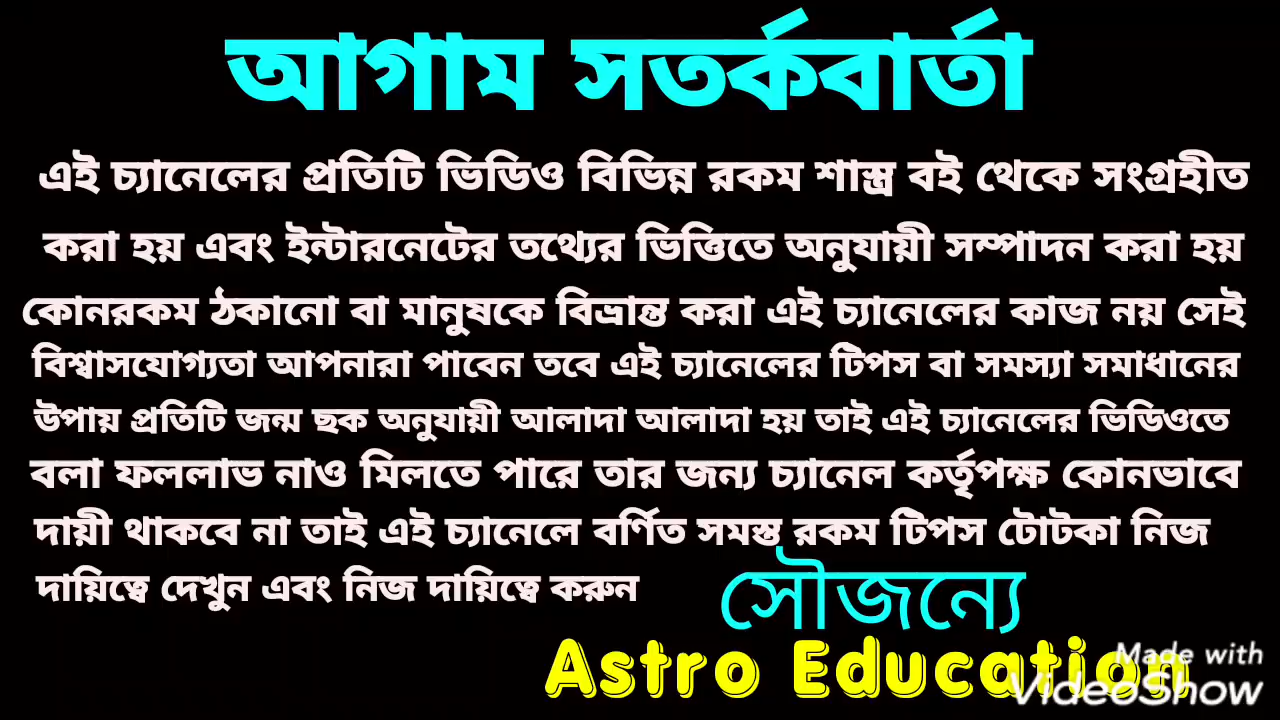 আগাম সতর্কবার্তা
এই চ্যানেলের প্রতিটি ভিডিও বিভিন্ন রকম শাস্ত্র বই থেকে সংগ্রহীত
করা হয় এবং ইন্টারনেটের তথ্যের ভিত্তিতে অনুযায়ী সম্পাদন করা হয়
কোনরকম ঠকানো বা মানুষকে বিভ্রান্ত করা এই চ্যানেলের কাজ নয় সেই
বিশ্বাসযোগ্যতা আপনারা পাবেন তবে এই চ্যানেলের টিপস বা সমস্যা সমাধানের
উপায় প্রতিটি জন্ম ছক অনুযায়ী আলাদা আলাদা হয় তাই এই চ্যানেলের ভিডিওতে
বলা ফললাভ নাও মিলতে পারে তার জন্য চ্যানেল কর্তৃপক্ষ কোনভাবে
দায়ী থাকবে না তাই এই চ্যানেলে বর্ণিত সমস্ত রকম টিপস টোটকা নিজ
দায়িত্বে দেখুন এবং নিজ দায়িত্বে করুন
সৌজন্যে
Astro Education
Made with
VideoShow